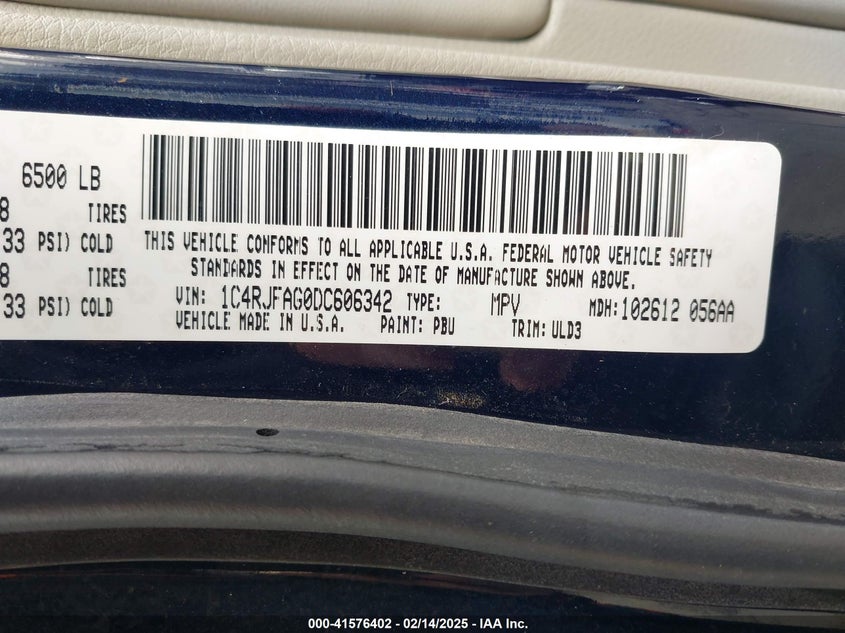 6500 LB
8 TIRES
33 PSI) COLD
8 TIRES
33 PSI) COLD
THIS VEHICLE CONFORMS TO ALL APPLICABLE U.S.A. FEDERAL MOTOR VEHICLE SAFETY
STANDARDS IN EFFECT ON THE DATE OF MANUFACTURE SHOWN ABOVE.
VIN: 1C4RJFAG0DC606342 TYPE: MPV MDH:102612 056AA
VEHICLE MADE IN U.S.A. PAINT: PBU TRIM: ULD3
000-41576402 - 02/14/2025 - IAA Inc.